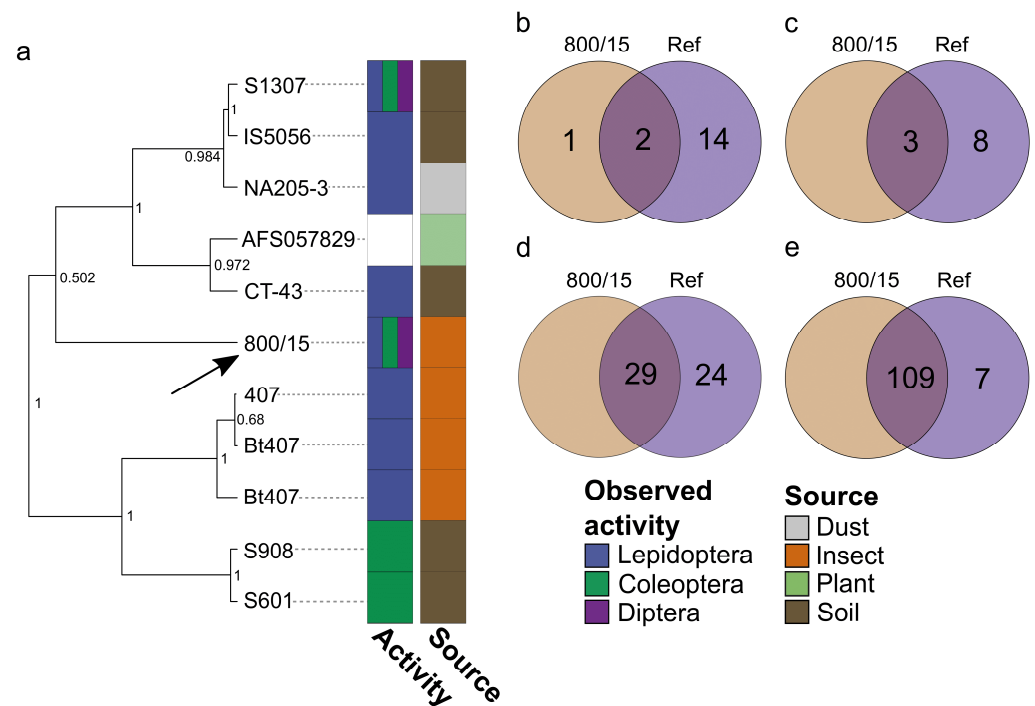 a
S1307
1
IS5056
0.984
NA205-3
1
AFS057829
0.972
0.502
CT-43
800/15
1
407
0.68
Bt407
1
Bt407
1
S908
1
S601
Activity
Source
b
800/15 Ref
1 2 14
c
800/15 Ref
3 8
d
800/15 Ref
29 24
e
800/15 Ref
109 7
Observed
activity
Lepidoptera
Coleoptera
Diptera
Source
Dust
Insect
Plant
Soil